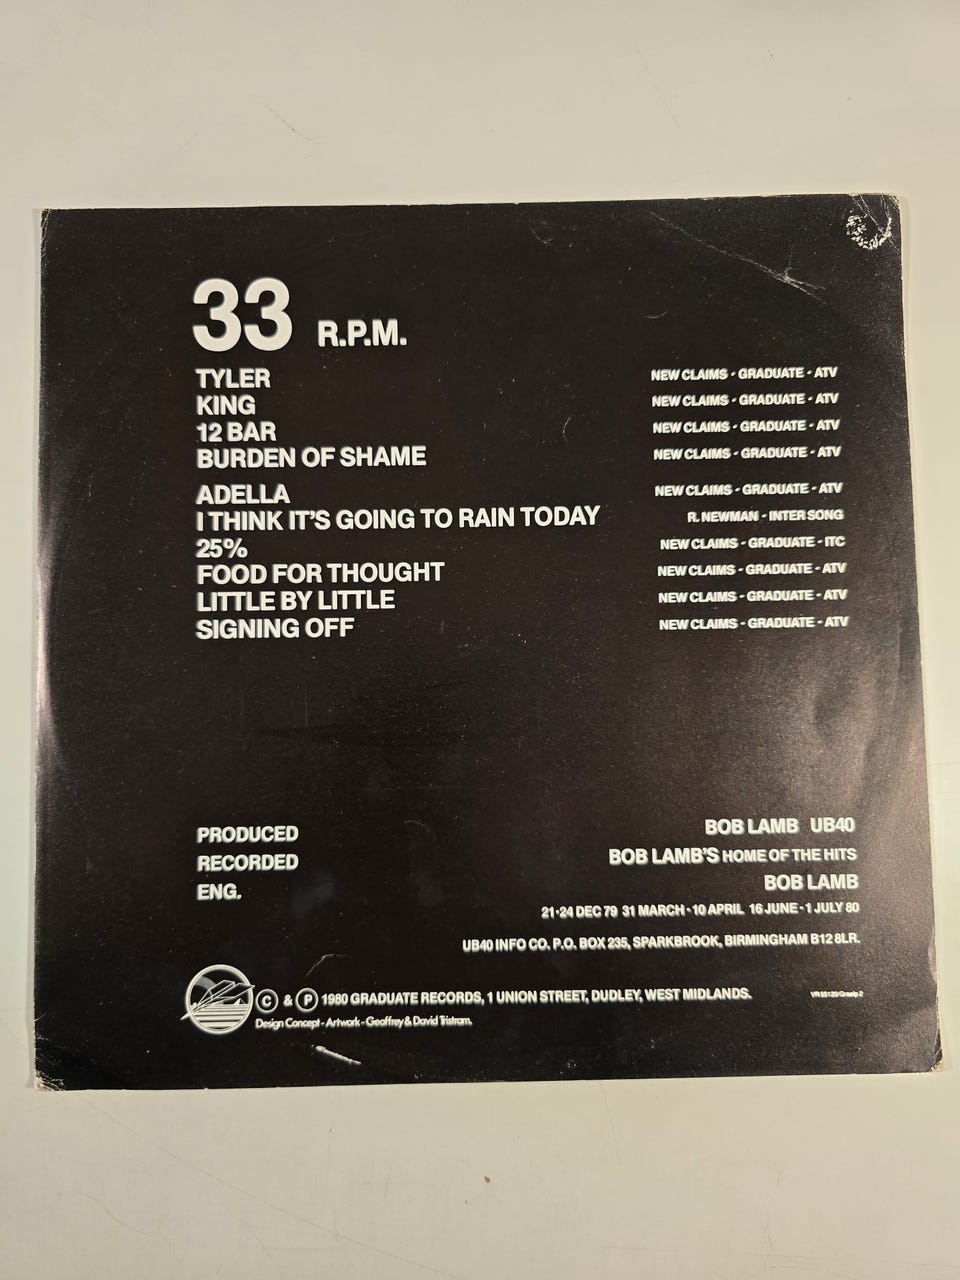 33 R.P.M.
TYLER NEW CLAIMS - GRADUATE - ATV
KING NEW CLAIMS - GRADUATE - ATV
12 BAR NEW CLAIMS - GRADUATE - ATV
BURDEN OF SHAME NEW CLAIMS - GRADUATE - ATV
ADELLA NEW CLAIMS - GRADUATE - ATV
I THINK IT'S GOING TO RAIN TODAY R. NEWMAN - INTER SONG
25% NEW CLAIMS - GRADUATE - ITC
FOOD FOR THOUGHT NEW CLAIMS - GRADUATE - ATV
LITTLE BY LITTLE NEW CLAIMS - GRADUATE - ATV
SIGNING OFF NEW CLAIMS - GRADUATE - ATV
PRODUCED BOB LAMB UB40
RECORDED BOB LAMB'S HOME OF THE HITS
ENG. BOB LAMB
21-24 DEC 79 31 MARCH - 10 APRIL 16 JUNE - 1 JULY 80
UB40 INFO CO. P.O. BOX 235, SPARKBROOK, BIRMINGHAM B12 8LR.
© & ℗ 1980 GRADUATE RECORDS, 1 UNION STREET, DUDLEY, WEST MIDLANDS.
Design Concept - Artwork - Geoffrey & David Tristram.